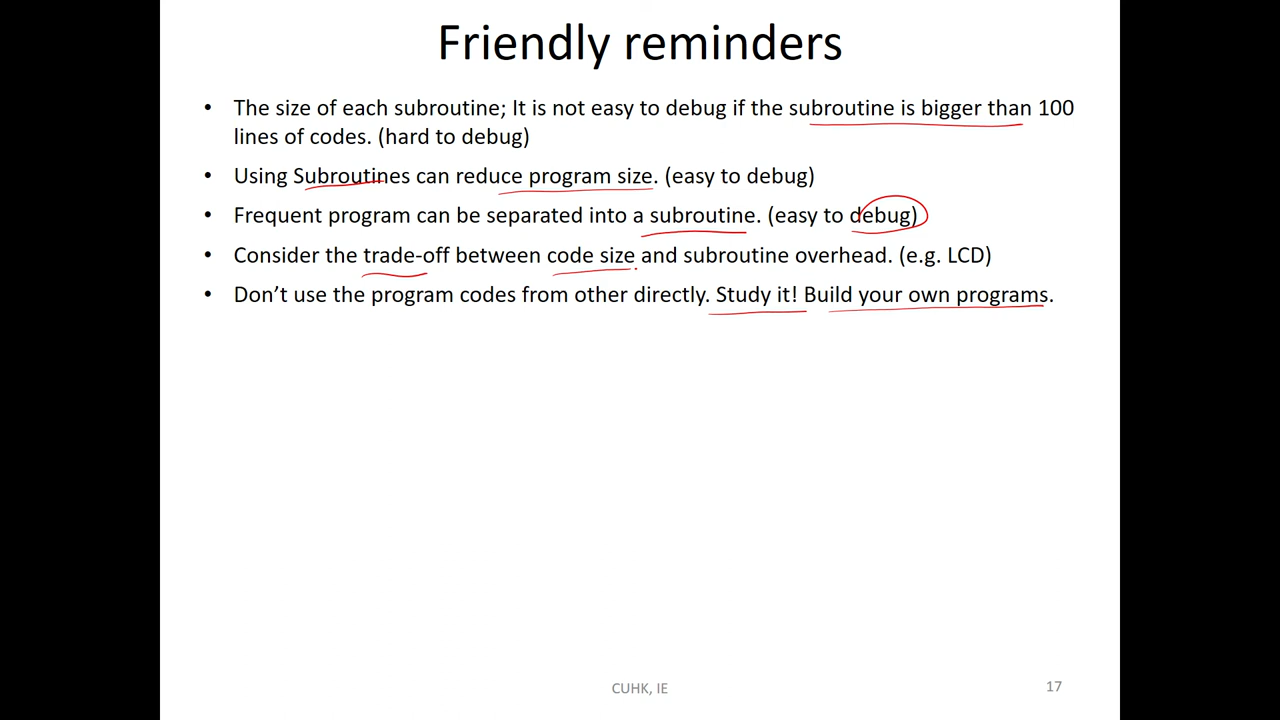 Friendly reminders
• The size of each subroutine; It is not easy to debug if the subroutine is bigger than 100
lines of codes. (hard to debug)
• Using Subroutines can reduce program size. (easy to debug)
• Frequent program can be separated into a subroutine. (easy to debug)
• Consider the trade-off between code size and subroutine overhead. (e.g. LCD)
• Don’t use the program codes from other directly. Study it! Build your own programs.
CUHK, IE
17